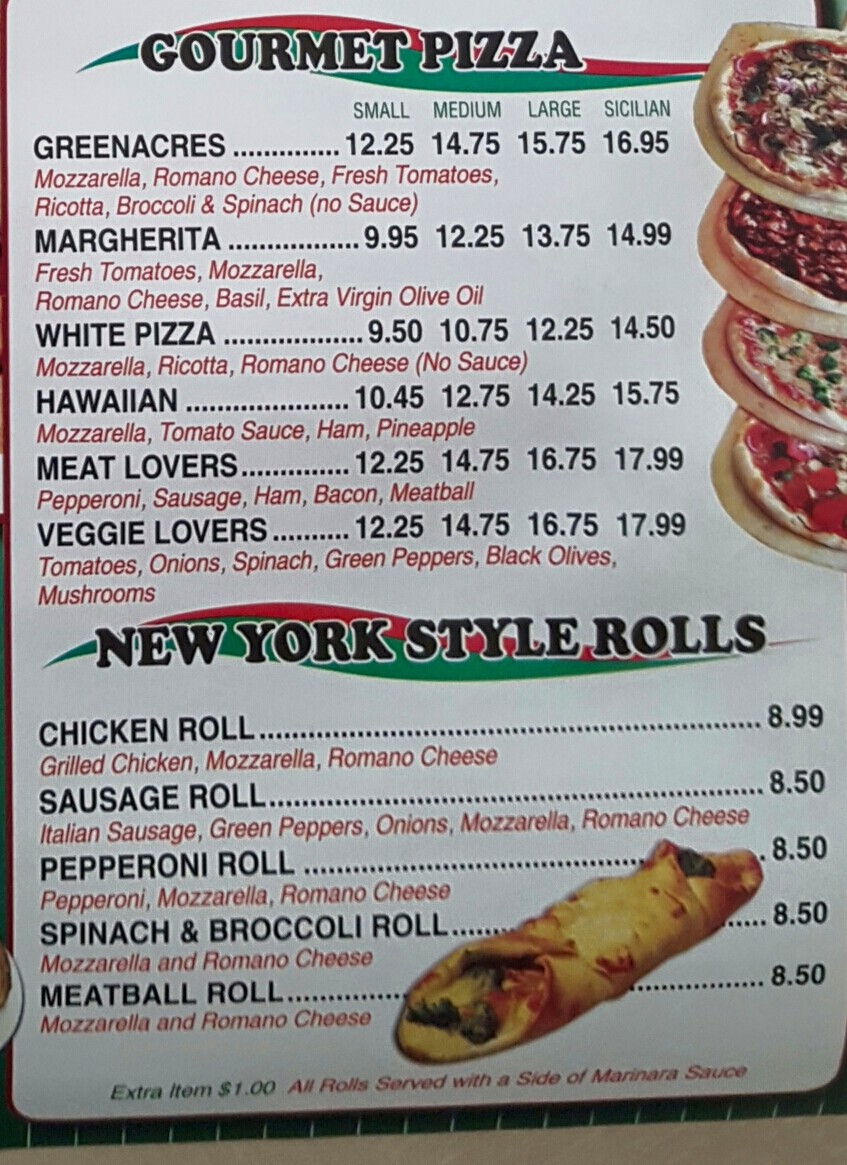 GOURMET PIZZA
SMALL MEDIUM LARGE SICILIAN
GREENACRES .............. 12.25 14.75 15.75 16.95
Mozzarella, Romano Cheese, Fresh Tomatoes,
Ricotta, Broccoli & Spinach (no Sauce)
MARGHERITA ................. 9.95 12.25 13.75 14.99
Fresh Tomatoes, Mozzarella,
Romano Cheese, Basil, Extra Virgin Olive Oil
WHITE PIZZA .................. 9.50 10.75 12.25 14.50
Mozzarella, Ricotta, Romano Cheese (No Sauce)
HAWAIIAN ..................... 10.45 12.75 14.25 15.75
Mozzarella, Tomato Sauce, Ham, Pineapple
MEAT LOVERS.............. 12.25 14.75 16.75 17.99
Pepperoni, Sausage, Ham, Bacon, Meatball
VEGGIE LOVERS .......... 12.25 14.75 16.75 17.99
Tomatoes, Onions, Spinach, Green Peppers, Black Olives,
Mushrooms
NEW YORK STYLE ROLLS
CHICKEN ROLL ................................................................ 8.99
Grilled Chicken, Mozzarella, Romano Cheese
SAUSAGE ROLL............................................................... 8.50
Italian Sausage, Green Peppers, Onions, Mozzarella, Romano Cheese
PEPPERONI ROLL ........................................... . 8.50
Pepperoni, Mozzarella, Romano Cheese
SPINACH & BROCCOLI ROLL........ ...... 8.50
Mozzarella and Romano Cheese
MEATBALL ROLL............... ................. 8.50
Mozzarella and Romano Cheese
Extra Item $1.00 All Rolls Served with a Side of Marinara Sauce